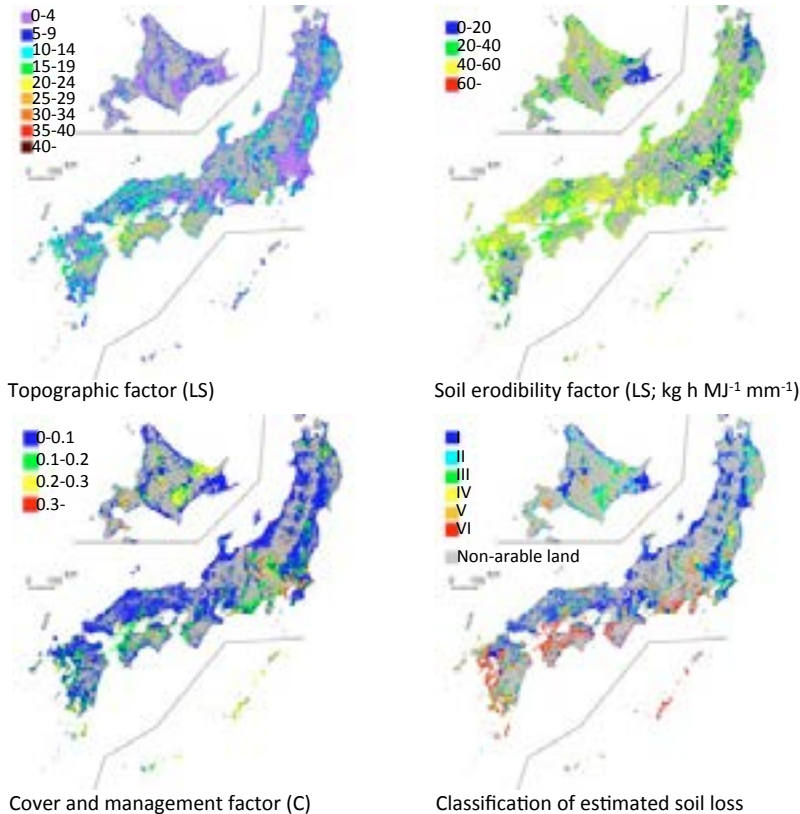 0-4
5-9
10-14
15-19
20-24
25-29
30-34
35-40
40-
Topographic factor (LS)
0-20
20-40
40-60
60-
Soil erodibility factor (LS; kg h MJ-1 mm-1)
0-0.1
0.1-0.2
0.2-0.3
0.3-
Cover and management factor (C)
I
II
III
IV
V
VI
Non-arable land
Classification of estimated soil loss